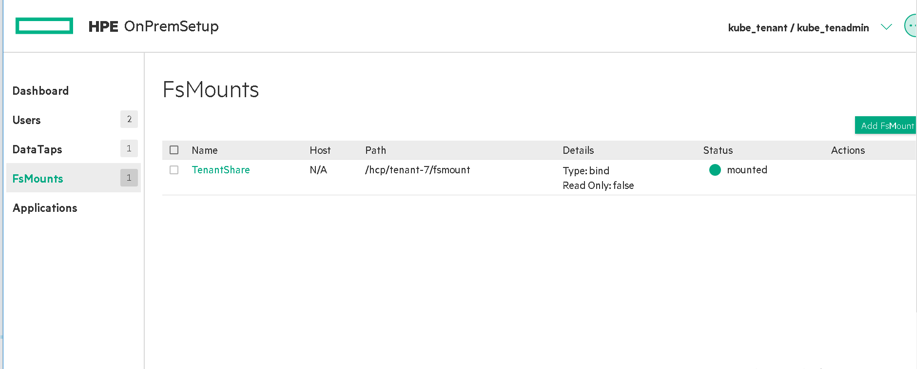 HPE OnPremSetup
kube_tenant / kube_tenadmin
Dashboard
Users 2
DataTaps 1
FsMounts 1
Applications
FsMounts
Add FsMount
Name Host Path Details Status Actions
TenantShare N/A /hcp/tenant-7/fsmount Type: bind mounted
Read Only: false